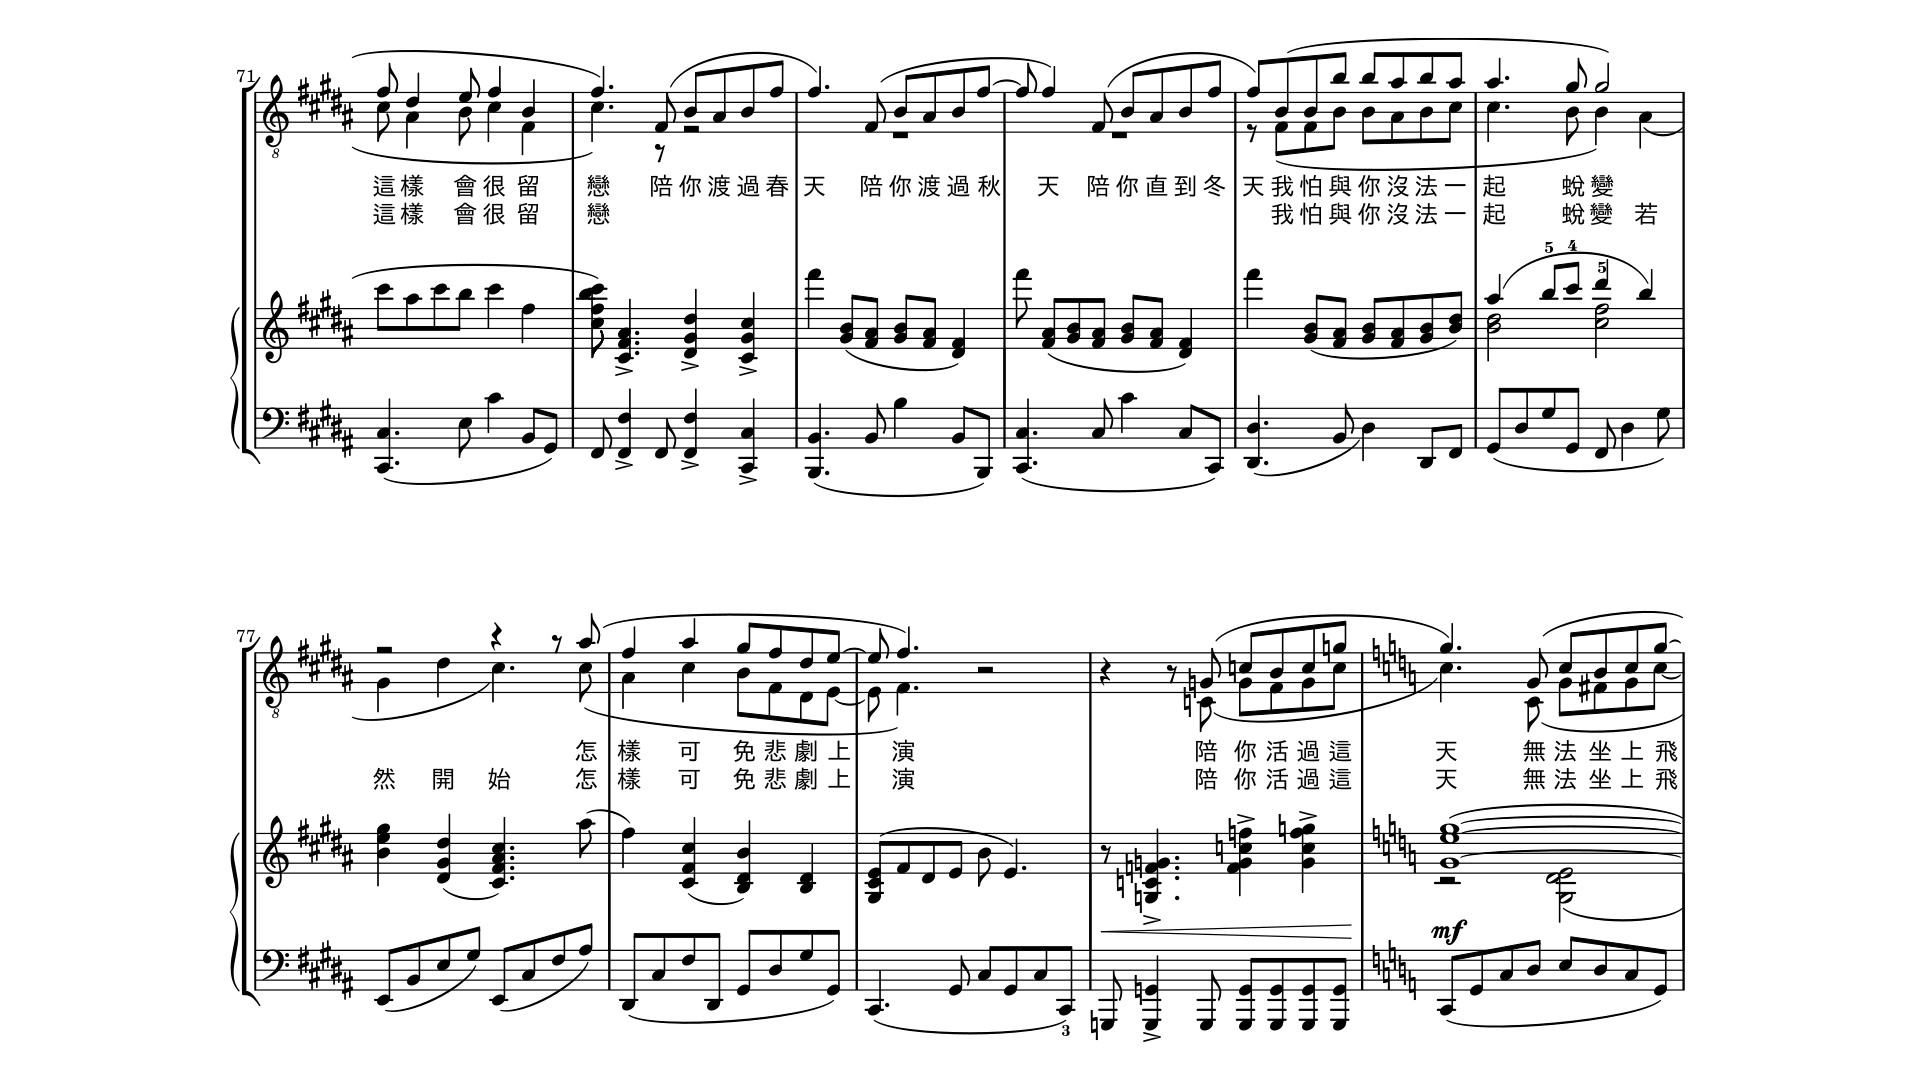 71
8
這樣 會很留 戀 陪你渡過春 天 陪你渡過秋 天 陪你直到冬 天我怕與你沒法一 起 蛻變
這樣 會很留 戀 我怕與你沒法一 起 蛻變 若
5 4
5
77
8
怎 樣 可 免悲劇上 演 陪 你活過這 天 無法坐上飛
然 開 始 怎 樣 可 免悲劇上 演 陪 你活過這 天 無法坐上飛
mf
3